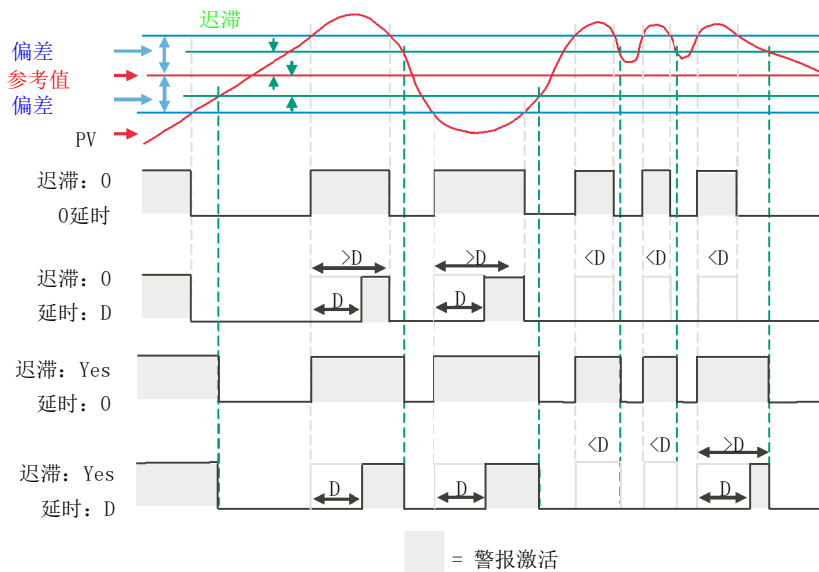 迟滞
偏差
参考值
偏差
PV
迟滞: 0
0延时
>D
>D
<D
<D
<D
迟滞: 0
延时: D
D
D
迟滞: Yes
延时: 0
<D
<D
>D
迟滞: Yes
延时: D
D
D
D
= 警报激活